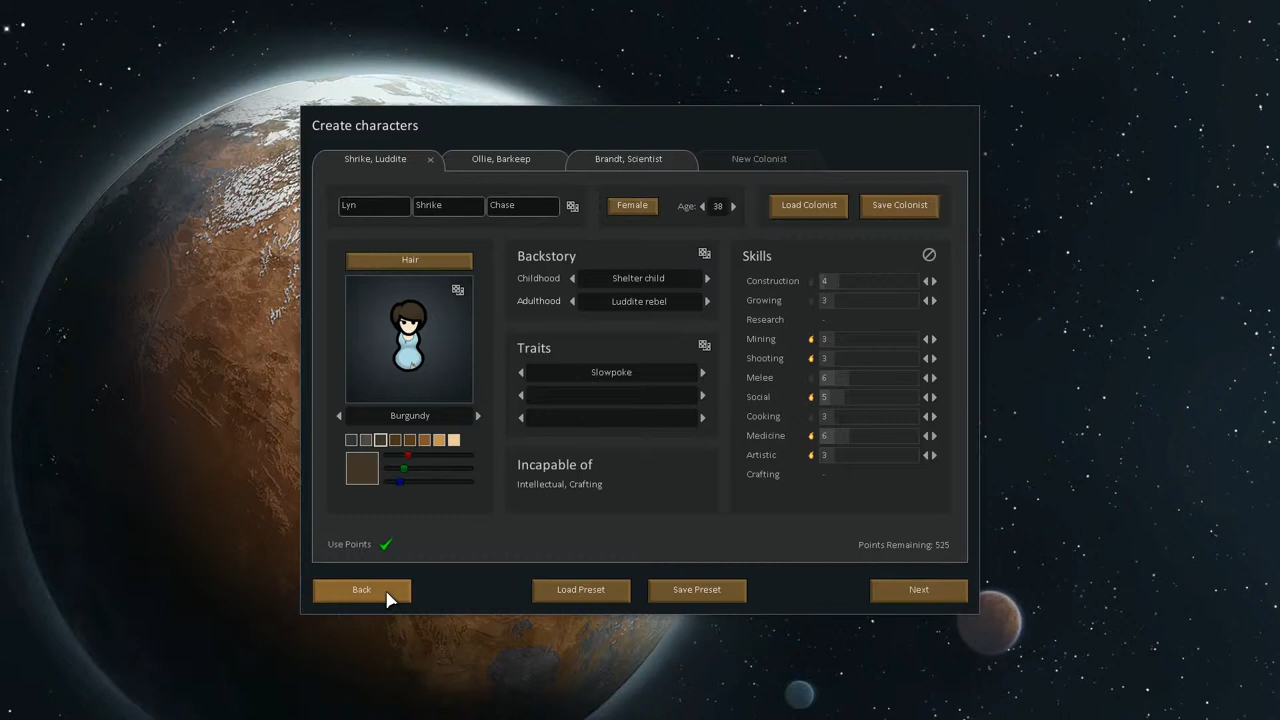 Create characters
Shrike, Luddite
Ollie, Barkeep
Brandt, Scientist
New Colonist
Lyn
Shrike
Chase
Female
Age:
38
Load Colonist
Save Colonist
Hair
Burgundy
Backstory
Childhood
Shelter child
Adulthood
Luddite rebel
Traits
Slowpoke
Incapable of
Intellectual, Crafting
Skills
Construction 4
Growing 3
Research -
Mining 3
Shooting 3
Melee 6
Social 5
Cooking 3
Medicine 6
Artistic 3
Crafting -
Use Points
Points Remaining: 525
Back
Load Preset
Save Preset
Next